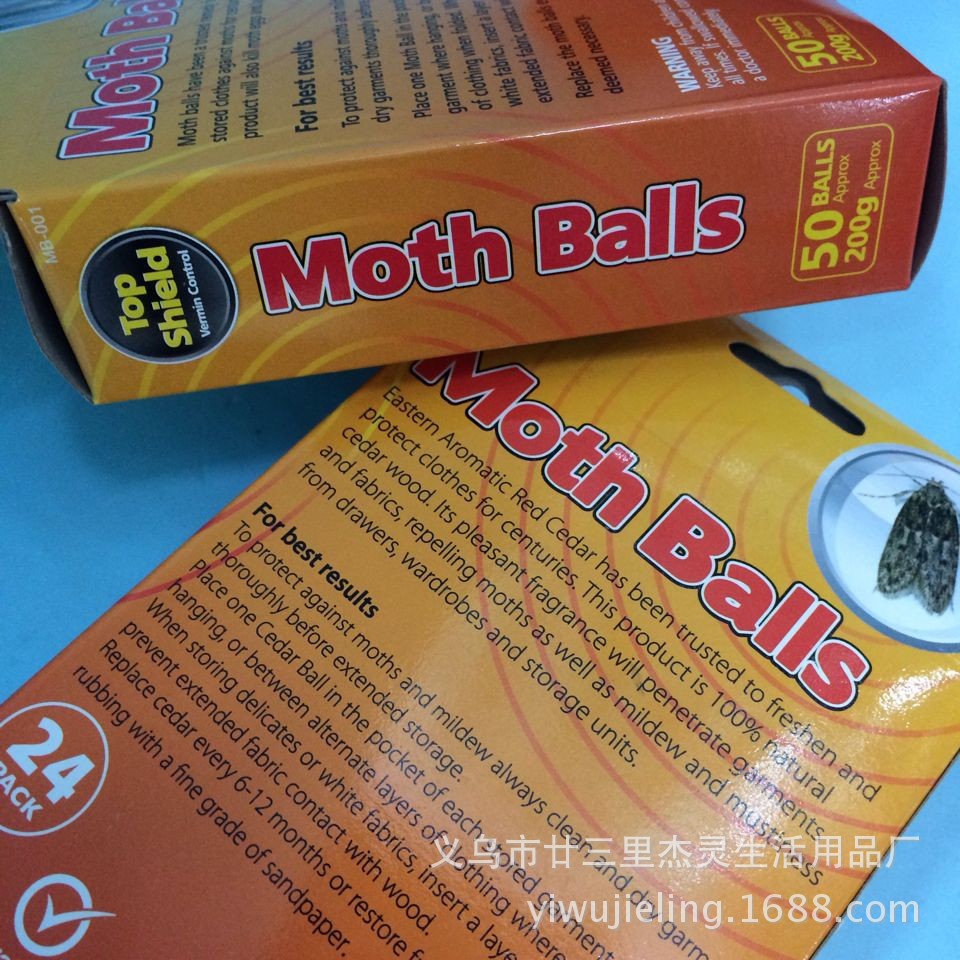 Moth Ba
Moth balls have been a
stored clothes against
product will also kill
For best results
To protect against moths and
dry garments thoroughly
Place one Moth Ball in the
garment where hanging, or
of clothing when folded.
white fabrics, insert a
extended fabric contact
Replace the moth balls
deemed necessary.
WARNING
Keep away from children
all times. If swallowed
a doctor immediately.
50 BALLS
Approx
200g Approx
MB-001
Top
Shield
Vermin Control
Moth Balls
50 BALLS
Approx
200g Approx
Moth Balls
Eastern Aromatic Red Cedar has been trusted to freshen and
protect clothes for centuries. This product is 100% natural
cedar wood. Its pleasant fragrance will penetrate garments
and fabrics, repelling moths as well as mildew and mustiness
from drawers, wardrobes and storage units.
For best results
To protect against moths and mildew always clean and dry garm
thoroughly before extended storage.
Place one Cedar Ball in the pocket of each stored garment
hanging, or between alternate layers of clothing where
When storing delicates or white fabrics, insert a laye
prevent extended fabric contact with wood.
Replace cedar every 6-12 months or restore f
rubbing with a fine grade of sandpaper.
24
PACK
义乌市廿三里杰灵生活用品厂
yiwujieling.1688.com